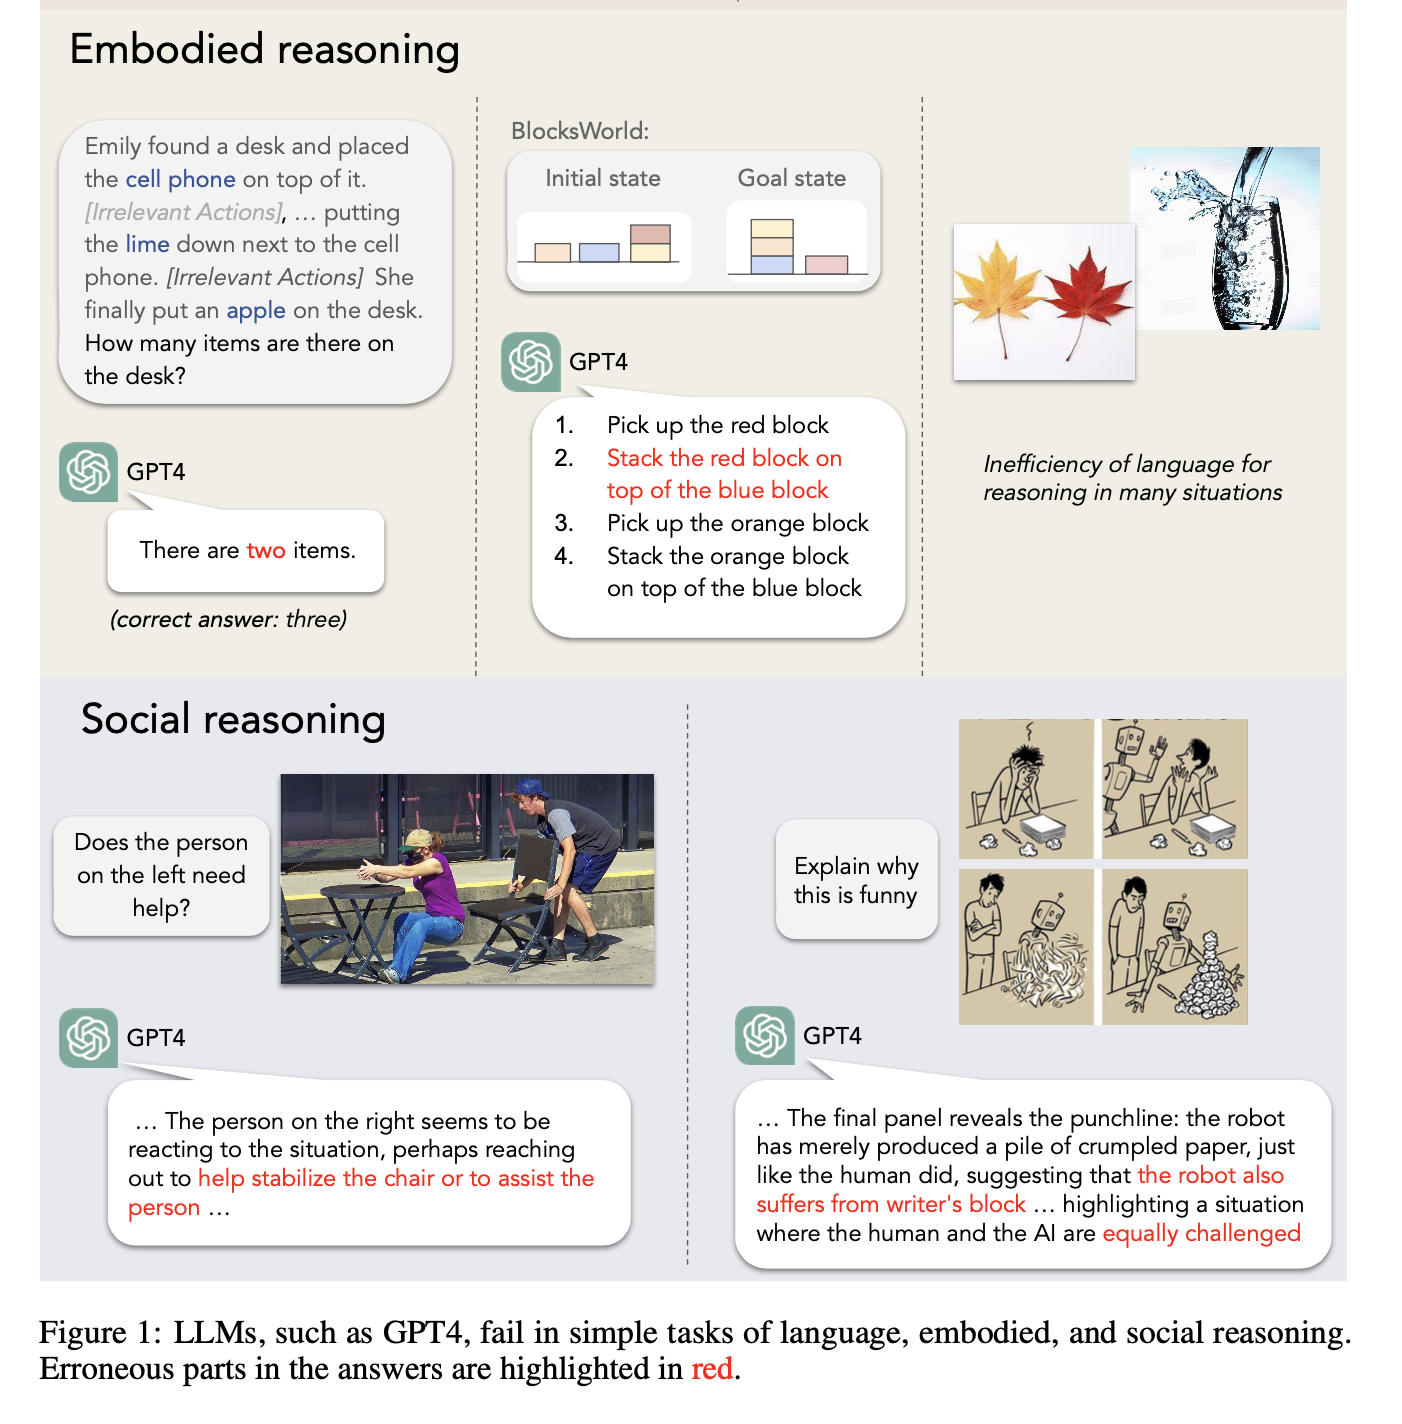 Embodied reasoning
Emily found a desk and placed
the cell phone on top of it.
[Irrelevant Actions], … putting
the lime down next to the cell
phone. [Irrelevant Actions] She
finally put an apple on the desk.
How many items are there on
the desk?
GPT4
There are two items.
(correct answer: three)
BlocksWorld:
Initial state
Goal state
GPT4
1. Pick up the red block
2. Stack the red block on
top of the blue block
3. Pick up the orange block
4. Stack the orange block
on top of the blue block
Inefficiency of language for
reasoning in many situations
Social reasoning
Does the person
on the left need
help?
GPT4
… The person on the right seems to be
reacting to the situation, perhaps reaching
out to help stabilize the chair or to assist the
person …
Explain why
this is funny
GPT4
… The final panel reveals the punchline: the robot
has merely produced a pile of crumpled paper, just
like the human did, suggesting that the robot also
suffers from writer's block … highlighting a situation
where the human and the AI are equally challenged
Figure 1: LLMs, such as GPT4, fail in simple tasks of language, embodied, and social reasoning.
Erroneous parts in the answers are highlighted in red.